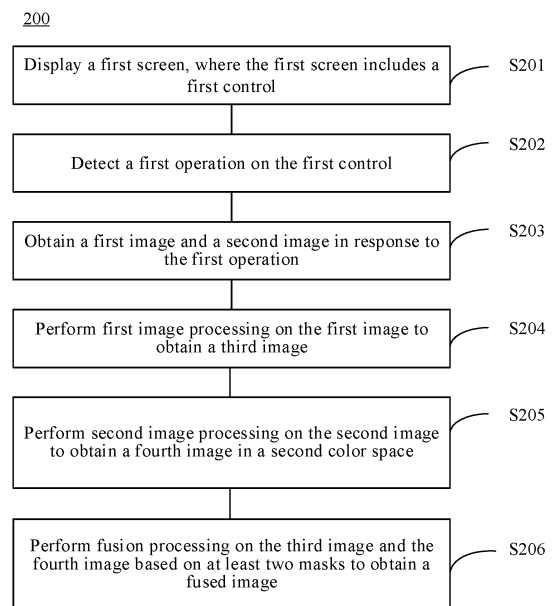 200
Display a first screen, where the first screen includes a
first control
S201
Detect a first operation on the first control
S202
Obtain a first image and a second image in response to
the first operation
S203
Perform first image processing on the first image to
obtain a third image
S204
Perform second image processing on the second image
to obtain a fourth image in a second color space
S205
Perform fusion processing on the third image and the
fourth image based on at least two masks to obtain a
fused image
S206